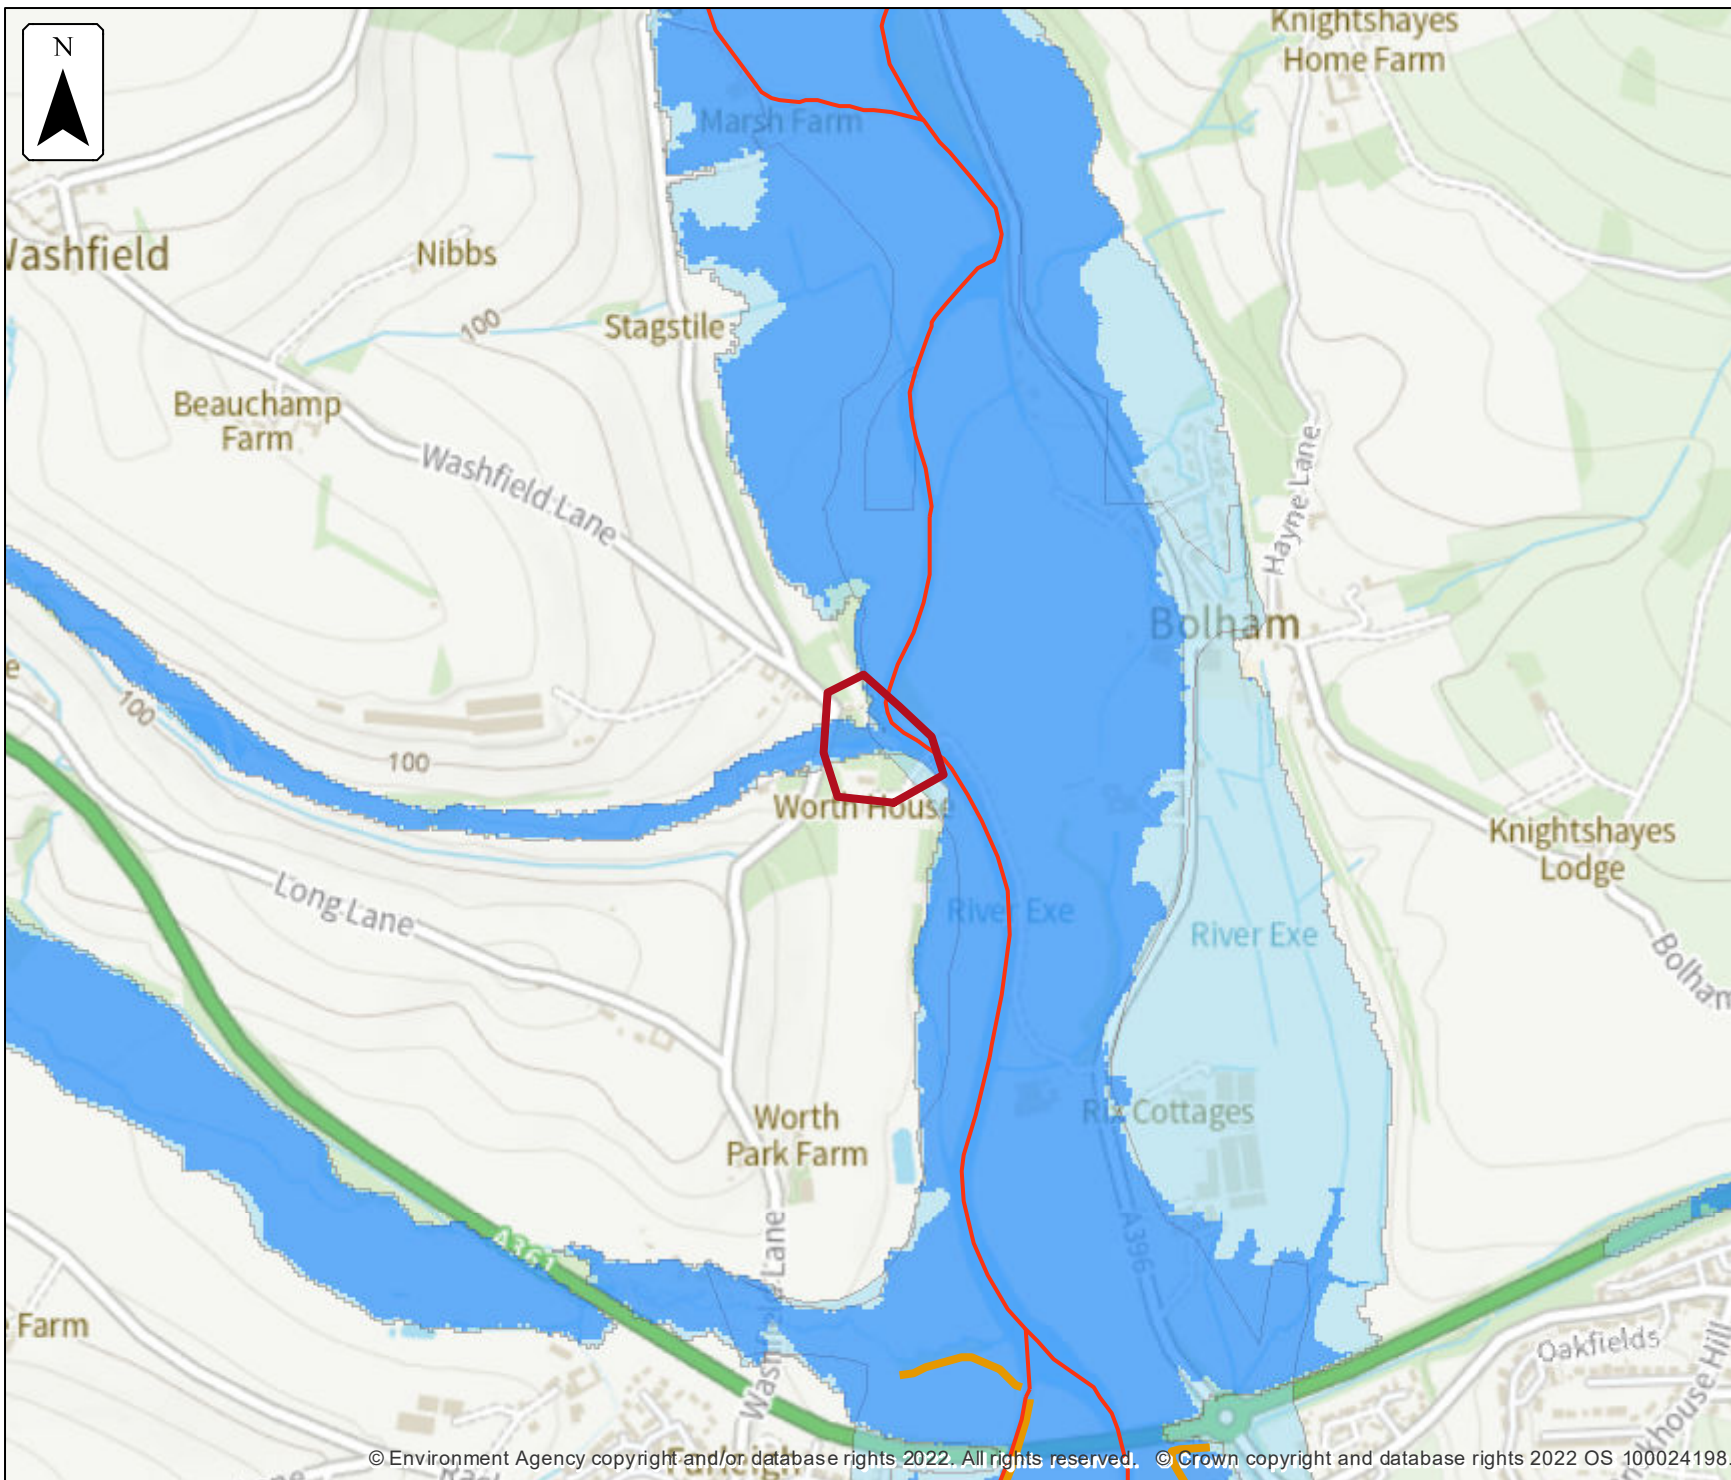 N
Knightshayes
Home Farm
Marsh Farm
Washfield
Nibbs
100
Stagstile
Beauchamp
Farm
Washfield Lane
Hayne Lane
Bolham
100
100
Worth House
Knightshayes
Lodge
Long Lane
River Exe
River Exe
Bolham
Worth
Park Farm
Rix Cottages
A361
A396
Lane
Farm
Oakfields
khouse Hill
© Environment Agency copyright and/or database rights 2022. All rights reserved. © Crown copyright and database rights 2022 OS 100024198